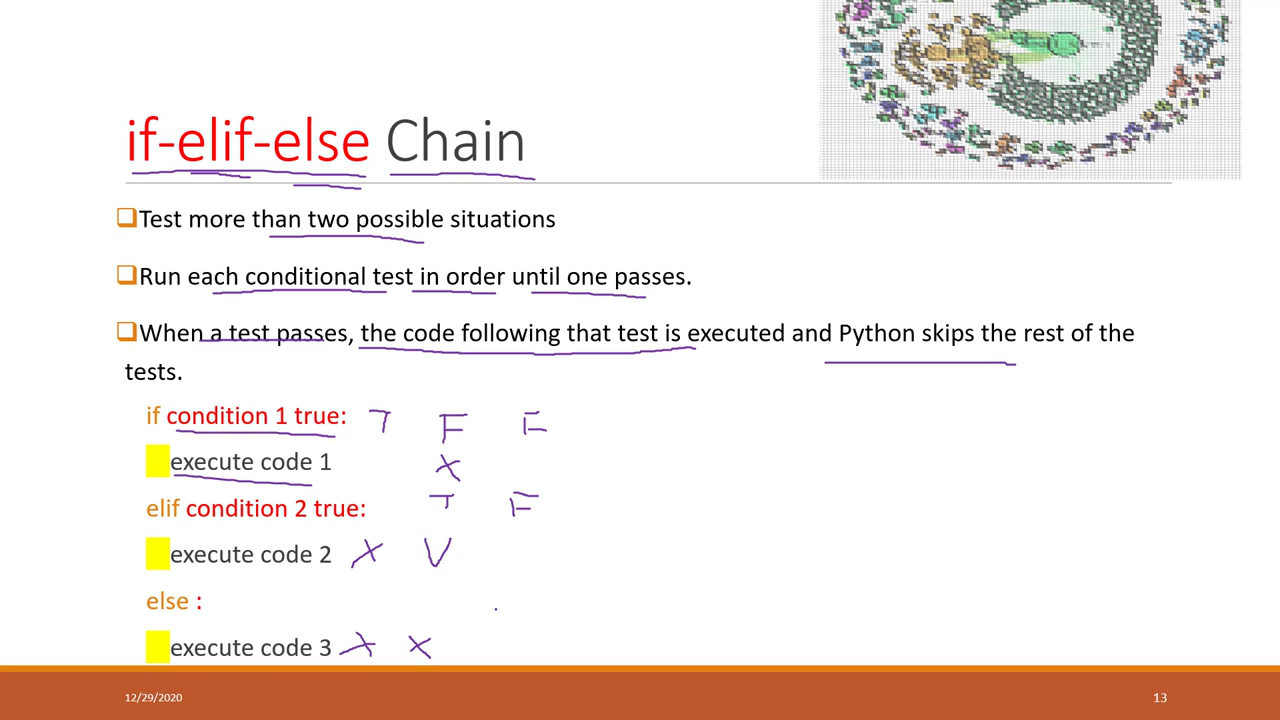 if-elif-else Chain
Test more than two possible situations
Run each conditional test in order until one passes.
When a test passes, the code following that test is executed and Python skips the rest of the
tests.
if condition 1 true: T F F
execute code 1 X
elif condition 2 true: T F
execute code 2 X V
else :
execute code 3 X X
12/29/2020 13